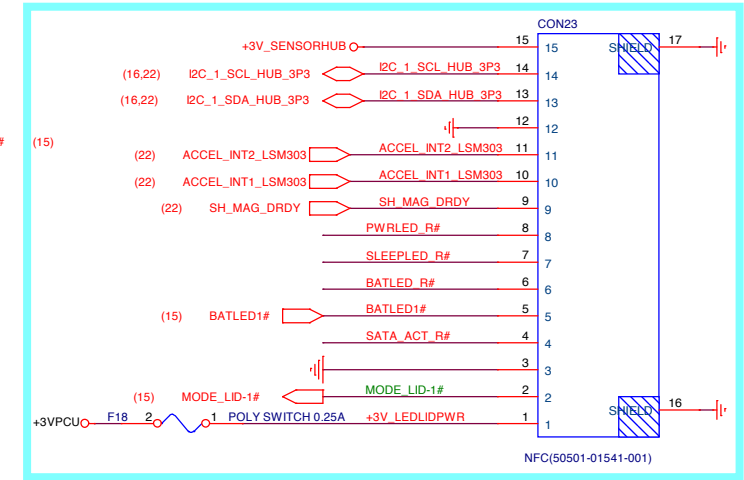 CON23
+3V_SENSORHUB 15 15 SHIELD 17
(16,22) I2C_1_SCL_HUB_3P3 I2C_1_SCL_HUB_3P3 14 14
(16,22) I2C_1_SDA_HUB_3P3 I2C_1_SDA_HUB_3P3 13 13
12 12
# (15)
(22) ACCEL_INT2_LSM303 ACCEL_INT2_LSM303 11 11
(22) ACCEL_INT1_LSM303 ACCEL_INT1_LSM303 10 10
(22) SH_MAG_DRDY SH_MAG_DRDY 9 9
PWRLED_R# 8 8
SLEEPLED_R# 7 7
BATLED_R# 6 6
(15) BATLED1# BATLED1# 5 5
SATA_ACT_R# 4 4
3 3
(15) MODE_LID-1# MODE_LID-1# 2 2
SHIELD 16
+3VPCU F18 2 1 POLY SWITCH 0.25A +3V_LEDLIDPWR 1 1
NFC(50501-01541-001)